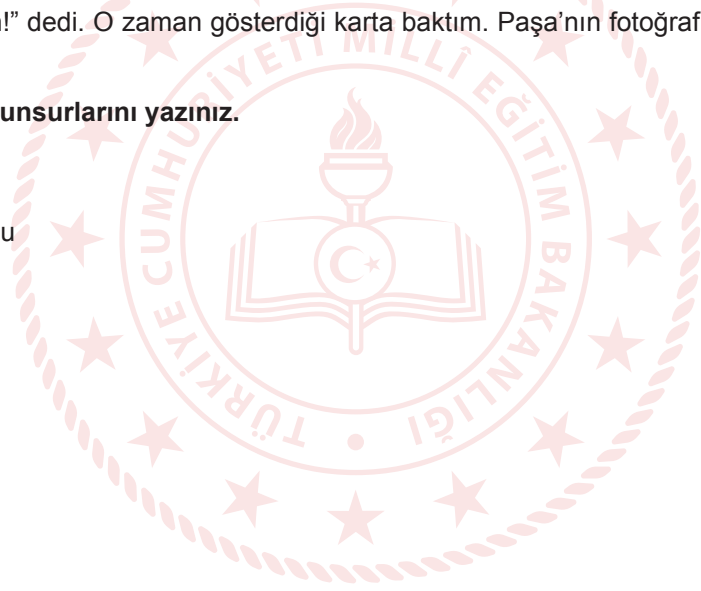 !” dedi. O zaman gösterdiği karta baktım. Paşa’nın fotoğraf
unsurlarını yazınız.
u
TÜRKİYE CUMHURİYETİ MİLLÎ EĞİTİM BAKANLIĞI